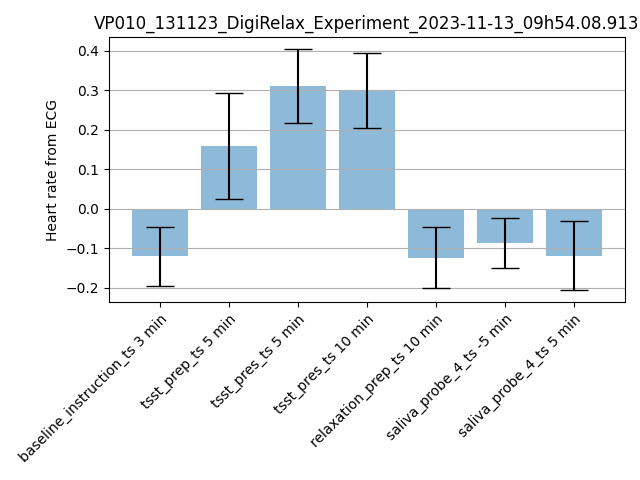 VP010_131123_DigiRelax_Experiment_2023-11-13_09h54.08.913
Heart rate from ECG
0.4
0.3
0.2
0.1
0.0
−0.1
−0.2
baseline_instruction_ts 3 min
tsst_prep_ts 5 min
tsst_pres_ts 5 min
tsst_pres_ts 10 min
relaxation_prep_ts 10 min
saliva_probe_4_ts -5 min
saliva_probe_4_ts 5 min